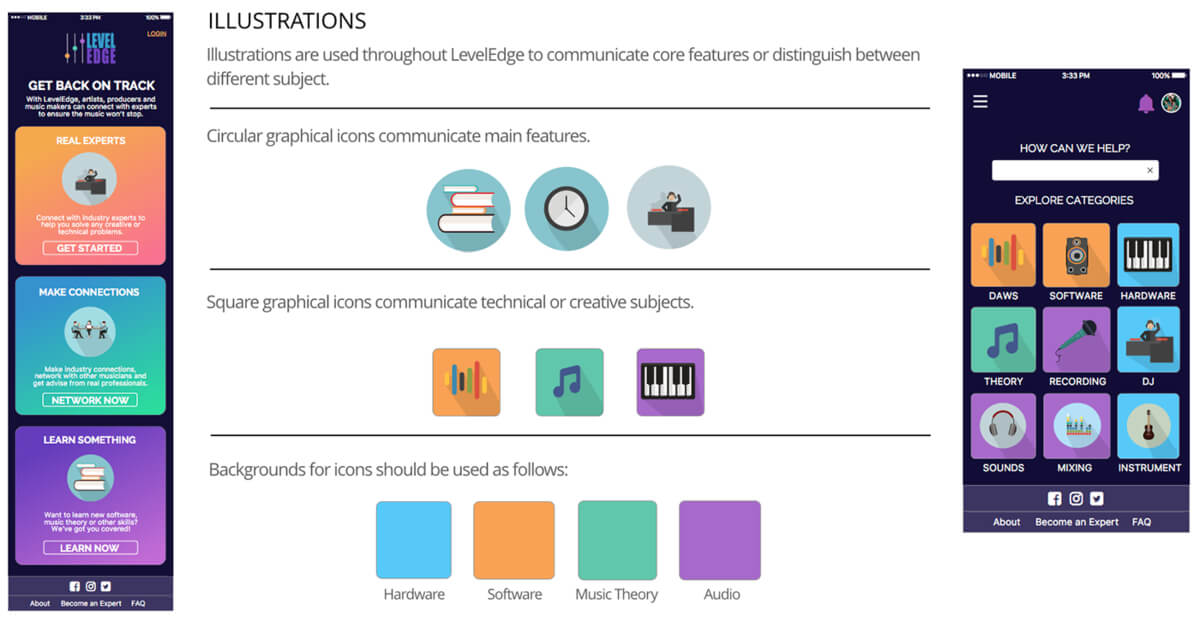 MOBILE 3:33 PM 100%
LOGIN
LEVEL
EDGE
GET BACK ON TRACK
With LevelEdge, artists, producers and
music makers can connect with experts
to ensure the music won't stop.
REAL EXPERTS
Connect with industry experts to
help you solve any creative or
technical problems.
GET STARTED
MAKE CONNECTIONS
Make industry connections,
network with other musicians and
get advise from real professionals.
NETWORK NOW
LEARN SOMETHING
Want to learn new software,
music theory or other skills?
We've got you covered!
LEARN NOW
About Become an Expert FAQ
ILLUSTRATIONS
Illustrations are used throughout LevelEdge to communicate core features or distinguish between
different subject.
Circular graphical icons communicate main features.
Square graphical icons communicate technical or creative subjects.
Backgrounds for icons should be used as follows:
Hardware Software Music Theory Audio
MOBILE 3:33 PM 100%
HOW CAN WE HELP?
×
EXPLORE CATEGORIES
DAWS SOFTWARE HARDWARE
THEORY RECORDING DJ
SOUNDS MIXING INSTRUMENT
About Become an Expert FAQ